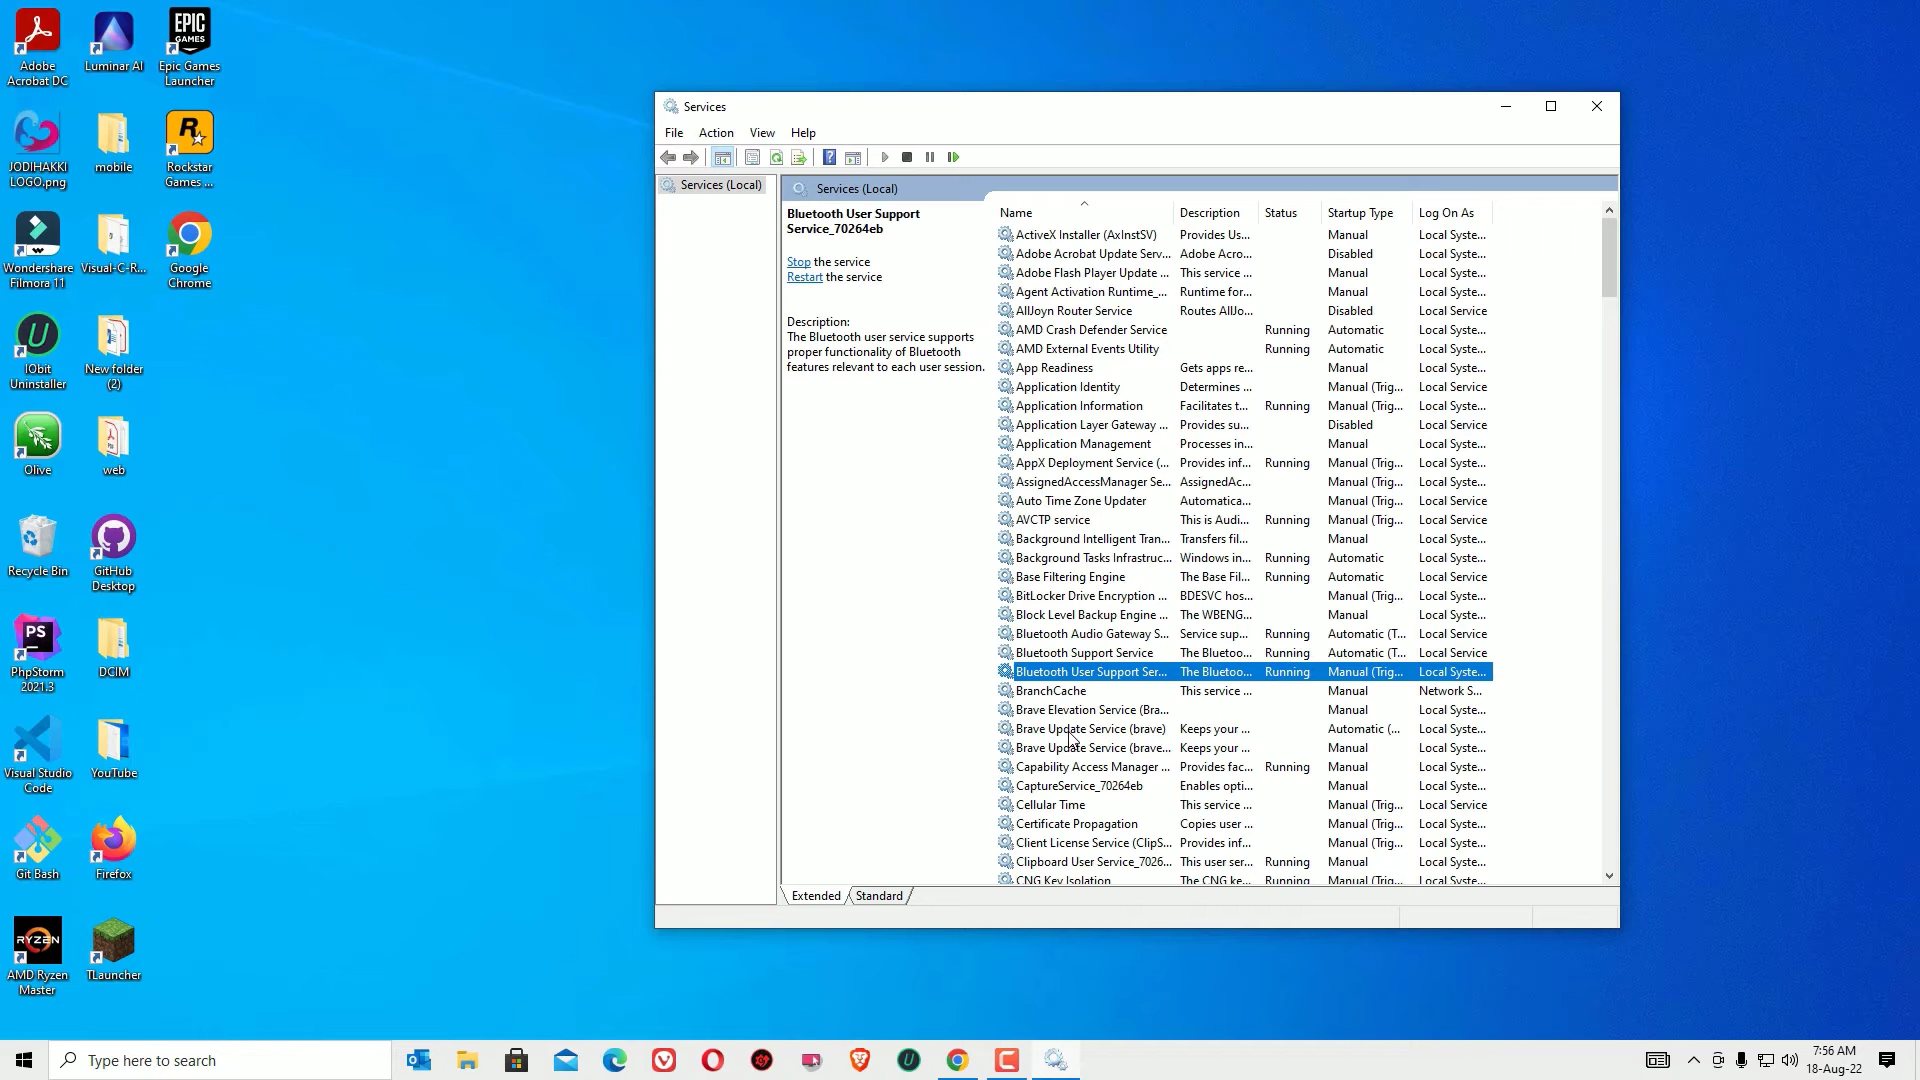 Adobe
Acrobat DC
Luminar AI
EPIC
GAMES
Epic Games
Launcher
JODIHAKKI
LOGO.png
mobile
Rockstar
Games ...
Wondershare
Filmora 11
Visual-C-R...
Google
Chrome
IObit
Uninstaller
New folder
(2)
Olive
web
Recycle Bin
GitHub
Desktop
PS
PhpStorm
2021.3
DCIM
Visual Studio
Code
YouTube
Git Bash
Firefox
RYZEN
AMD Ryzen
Master
TLauncher
Services
File Action View Help
Services (Local)
Services (Local)
Bluetooth User Support
Service_70264eb
Stop the service
Restart the service
Description:
The Bluetooth user service supports
proper functionality of Bluetooth
features relevant to each user session.
Name Description Status Startup Type Log On As
ActiveX Installer (AxInstSV) Provides Us... Manual Local Syste...
Adobe Acrobat Update Serv... Adobe Acro... Disabled Local Syste...
Adobe Flash Player Update ... This service ... Manual Local Syste...
Agent Activation Runtime_... Runtime for... Manual Local Syste...
AllJoyn Router Service Routes AllJo... Disabled Local Service
AMD Crash Defender Service Running Automatic Local Syste...
AMD External Events Utility Running Automatic Local Syste...
App Readiness Gets apps re... Manual Local Syste...
Application Identity Determines ... Manual (Trig... Local Service
Application Information Facilitates t... Running Manual (Trig... Local Syste...
Application Layer Gateway ... Provides su... Disabled Local Service
Application Management Processes in... Manual Local Syste...
AppX Deployment Service (... Provides inf... Running Manual (Trig... Local Syste...
AssignedAccessManager Se... AssignedAc... Manual (Trig... Local Syste...
Auto Time Zone Updater Automatica... Manual (Trig... Local Service
AVCTP service This is Audi... Running Manual (Trig... Local Service
Background Intelligent Tran... Transfers fil... Manual Local Syste...
Background Tasks Infrastruc... Windows in... Running Automatic Local Syste...
Base Filtering Engine The Base Fil... Running Automatic Local Service
BitLocker Drive Encryption ... BDESVC hos... Manual (Trig... Local Syste...
Block Level Backup Engine ... The WBENG... Manual Local Syste...
Bluetooth Audio Gateway S... Service sup... Running Automatic (T... Local Service
Bluetooth Support Service The Bluetoo... Running Automatic (T... Local Service
Bluetooth User Support Ser... The Bluetoo... Running Manual (Trig... Local Syste...
BranchCache This service ... Manual Network S...
Brave Elevation Service (Bra... Manual Local Syste...
Brave Update Service (brave) Keeps your ... Automatic (... Local Syste...
Brave Update Service (brave... Keeps your ... Manual Local Syste...
Capability Access Manager ... Provides fac... Running Manual Local Syste...
CaptureService_70264eb Enables opti... Manual Local Syste...
Cellular Time This service ... Manual (Trig... Local Service
Certificate Propagation Copies user ... Manual (Trig... Local Syste...
Client License Service (ClipS... Provides inf... Manual (Trig... Local Syste...
Clipboard User Service_7026... This user ser... Running Manual Local Syste...
CNG Key Isolation The CNG ke... Running Manual (Trig... Local Syste...
Extended Standard
Type here to search
7:56 AM
18-Aug-22